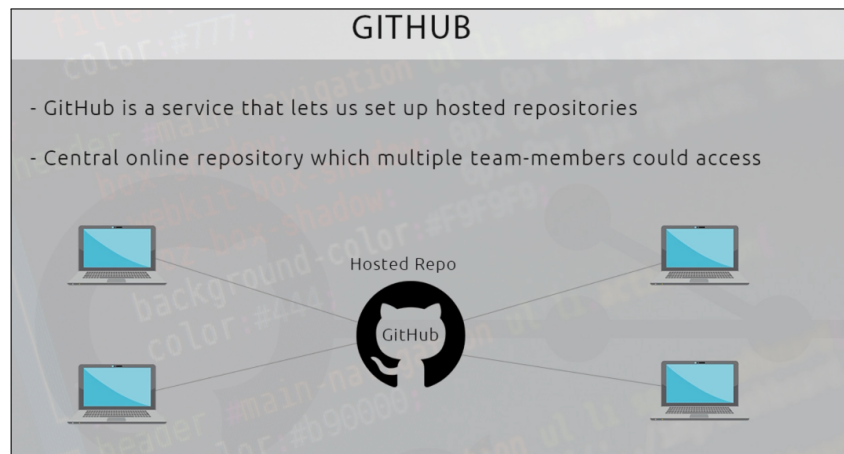 GITHUB
- GitHub is a service that lets us set up hosted repositories
- Central online repository which multiple team-members could access
Hosted Repo
GitHub